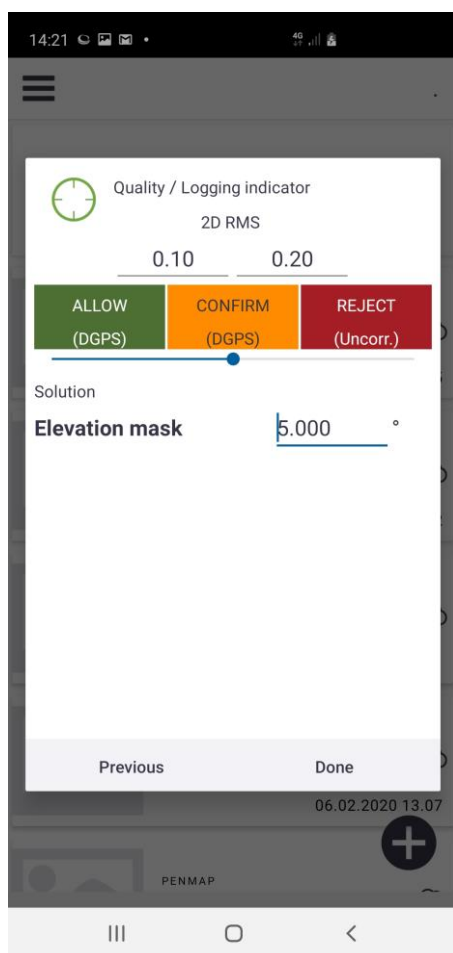 14:21
4G
Quality / Logging indicator
2D RMS
0.10 0.20
ALLOW CONFIRM REJECT
(DGPS) (DGPS) (Uncorr.)
Solution
Elevation mask 5.000 °
Previous Done
06.02.2020 13.07
PENMAP